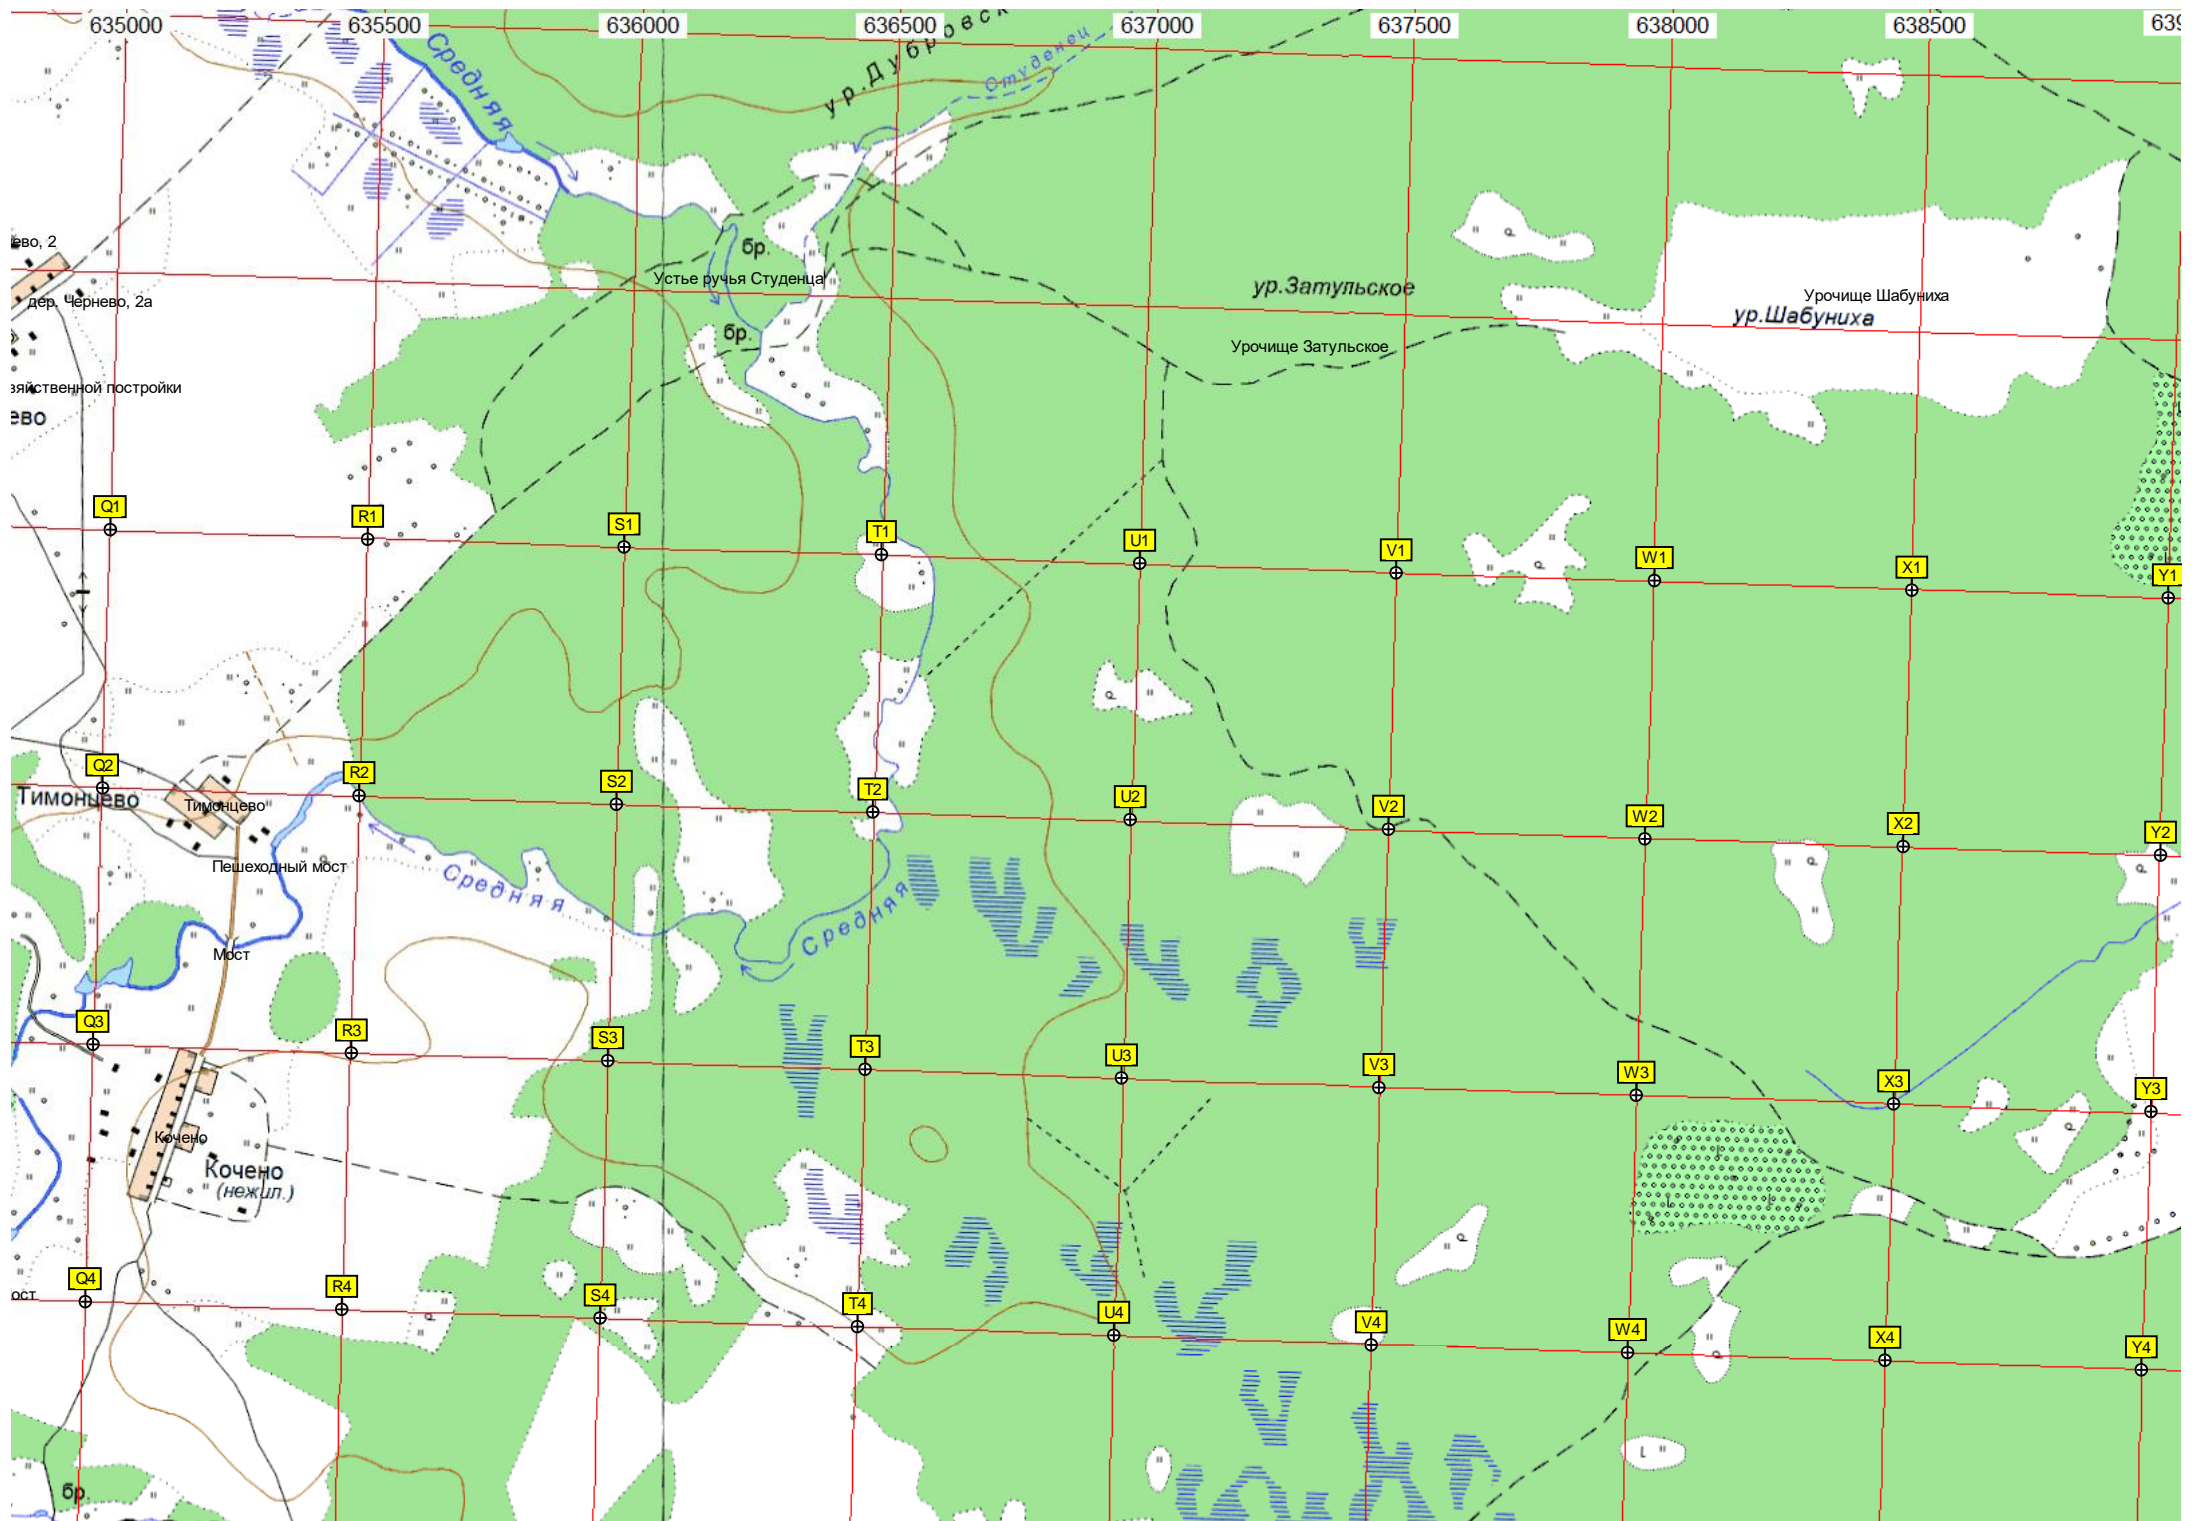 635000 635500 636000 636500 637000 637500 638000 638500
Средняя
ур.Дубровск
Студенец
ево, 2
бр.
Устье ручья Студенца
дер. Чернево, 2а
ур.Затульское
Урочище Шабуниха
ур.Шабуниха
бр.
Урочище Затульское
зяйственной постройки
ево
Q1 R1 S1 T1 U1 V1 W1 X1 Y1
Q2 R2 S2 T2 U2 V2 W2 X2 Y2
Тимонцево
Тимонцево
Пешеходный мост
Средняя
Средняя
Мост
Q3 R3 S3 T3 U3 V3 W3 X3 Y3
Кочено
Кочено
(нежил.)
Q4 R4 S4 T4 U4 V4 W4 X4 Y4
ост
бр.